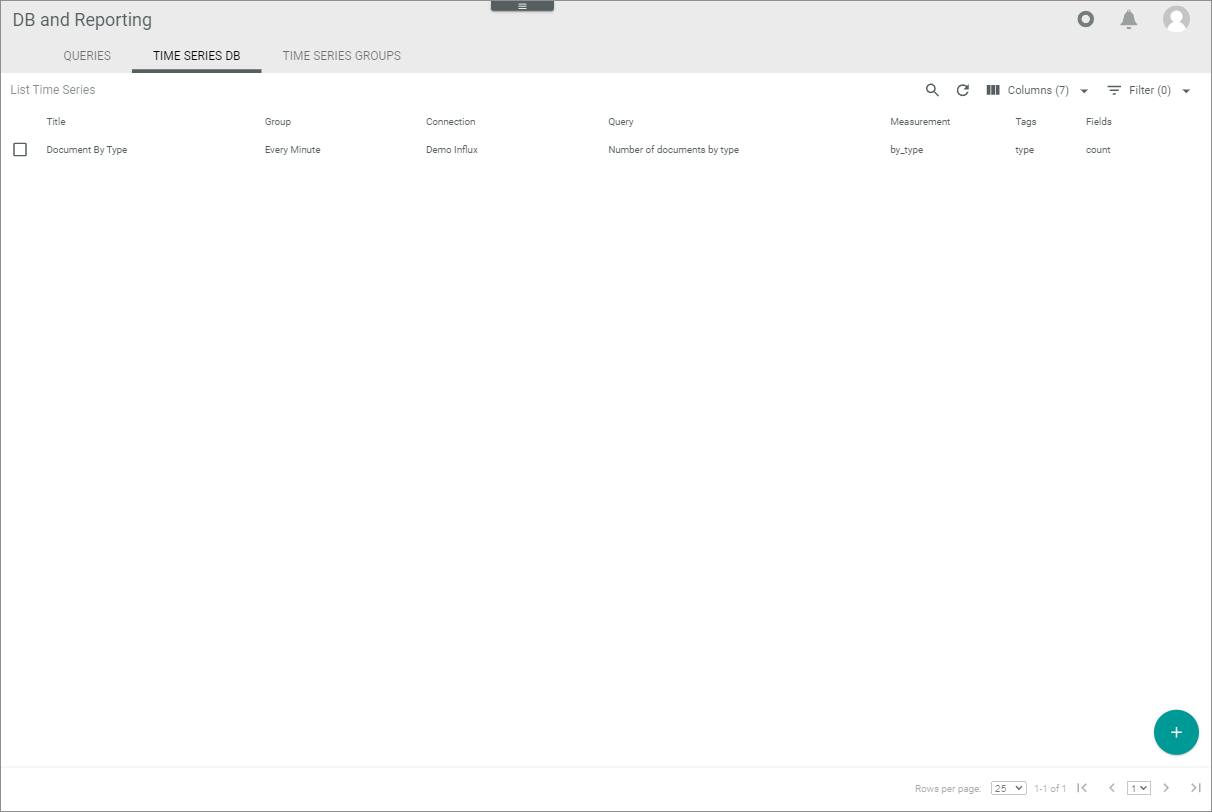 DB and Reporting
QUERIES TIME SERIES DB TIME SERIES GROUPS
List Time Series Columns (7) Filter (0)
Title Group Connection Query Measurement Tags Fields
Document By Type Every Minute Demo Influx Number of documents by type by_type type count
+
Rows per page: 25 1-1 of 1 1